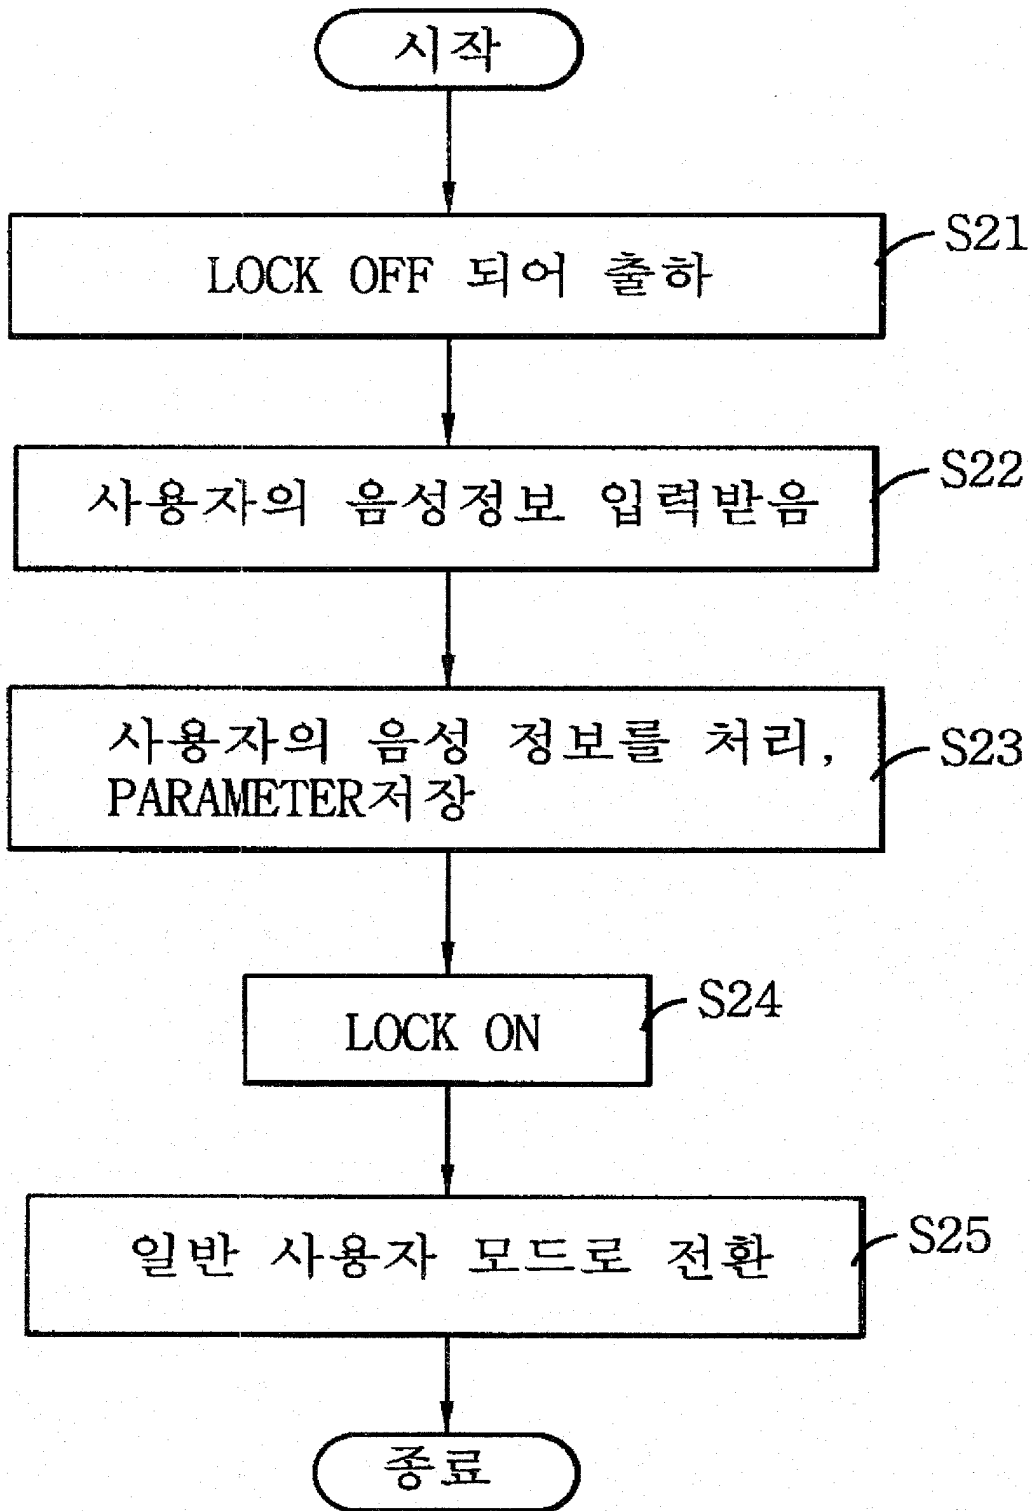 시작
LOCK OFF 되어 출하
S21
사용자의 음성정보 입력받음
S22
사용자의 음성 정보를 처리,
PARAMETER저장
S23
LOCK ON
S24
일반 사용자 모드로 전환
S25
종료